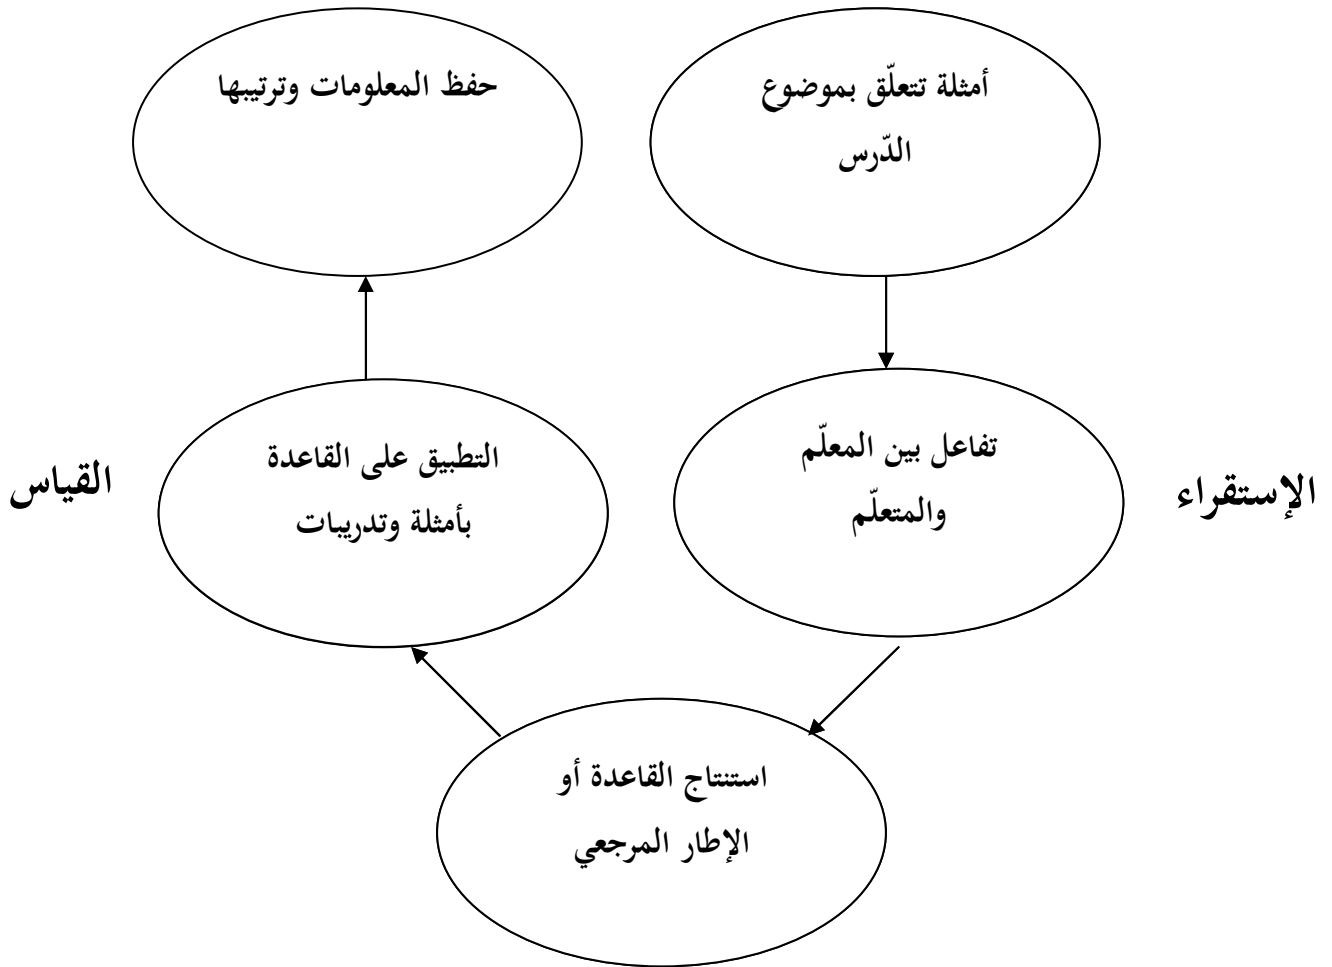 أمثلة تتعلّق بموضوع
الدّرس
حفظ المعلومات وترتيبها
الإستقراء
تفاعل بين المعلّم
والمتعلّم
التطبيق على القاعدة
بأمثلة وتدريبات
القياس
استنتاج القاعدة أو
الإطار المرجعي